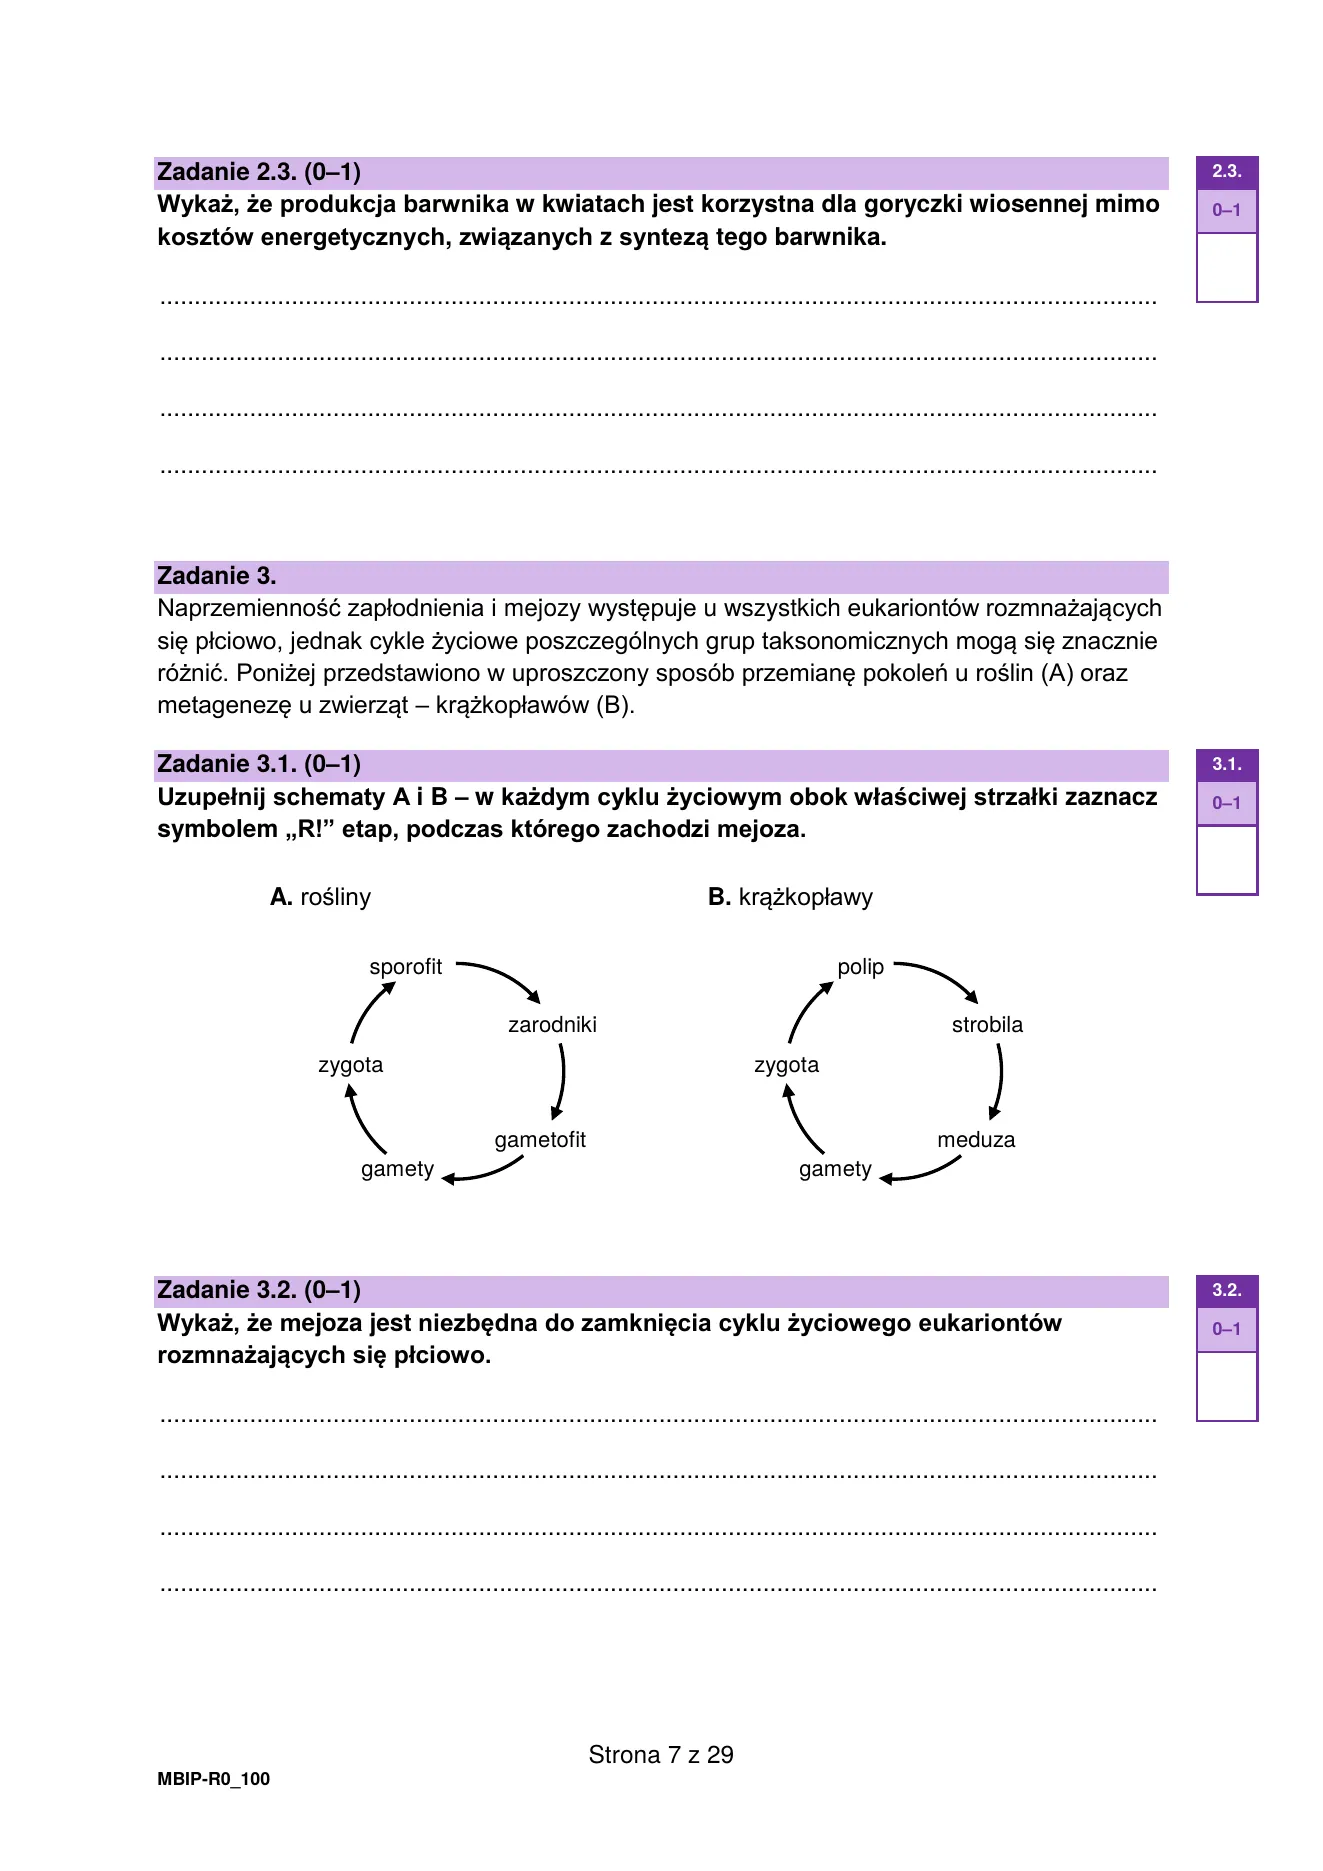 Zadanie 2.3. (0–1)
2.3.
0–1
Wykaż, że produkcja barwnika w kwiatach jest korzystna dla goryczki wiosennej mimo
kosztów energetycznych, związanych z syntezą tego barwnika.
Zadanie 3.
Naprzemienność zapłodnienia i mejozy występuje u wszystkich eukariontów rozmnażających
się płciowo, jednak cykle życiowe poszczególnych grup taksonomicznych mogą się znacznie
różnić. Poniżej przedstawiono w uproszczony sposób przemianę pokoleń u roślin (A) oraz
metagenezę u zwierząt – krążkopławów (B).
Zadanie 3.1. (0–1)
3.1.
0–1
Uzupełnij schematy A i B – w każdym cyklu życiowym obok właściwej strzałki zaznacz
symbolem „R!” etap, podczas którego zachodzi mejoza.
A. rośliny
sporofit
zarodniki
gametofit
gamety
zygota
B. krążkopławy
polip
strobila
meduza
gamety
zygota
Zadanie 3.2. (0–1)
3.2.
0–1
Wykaż, że mejoza jest niezbędna do zamknięcia cyklu życiowego eukariontów
rozmnażających się płciowo.
Strona 7 z 29
MBIP-R0_100